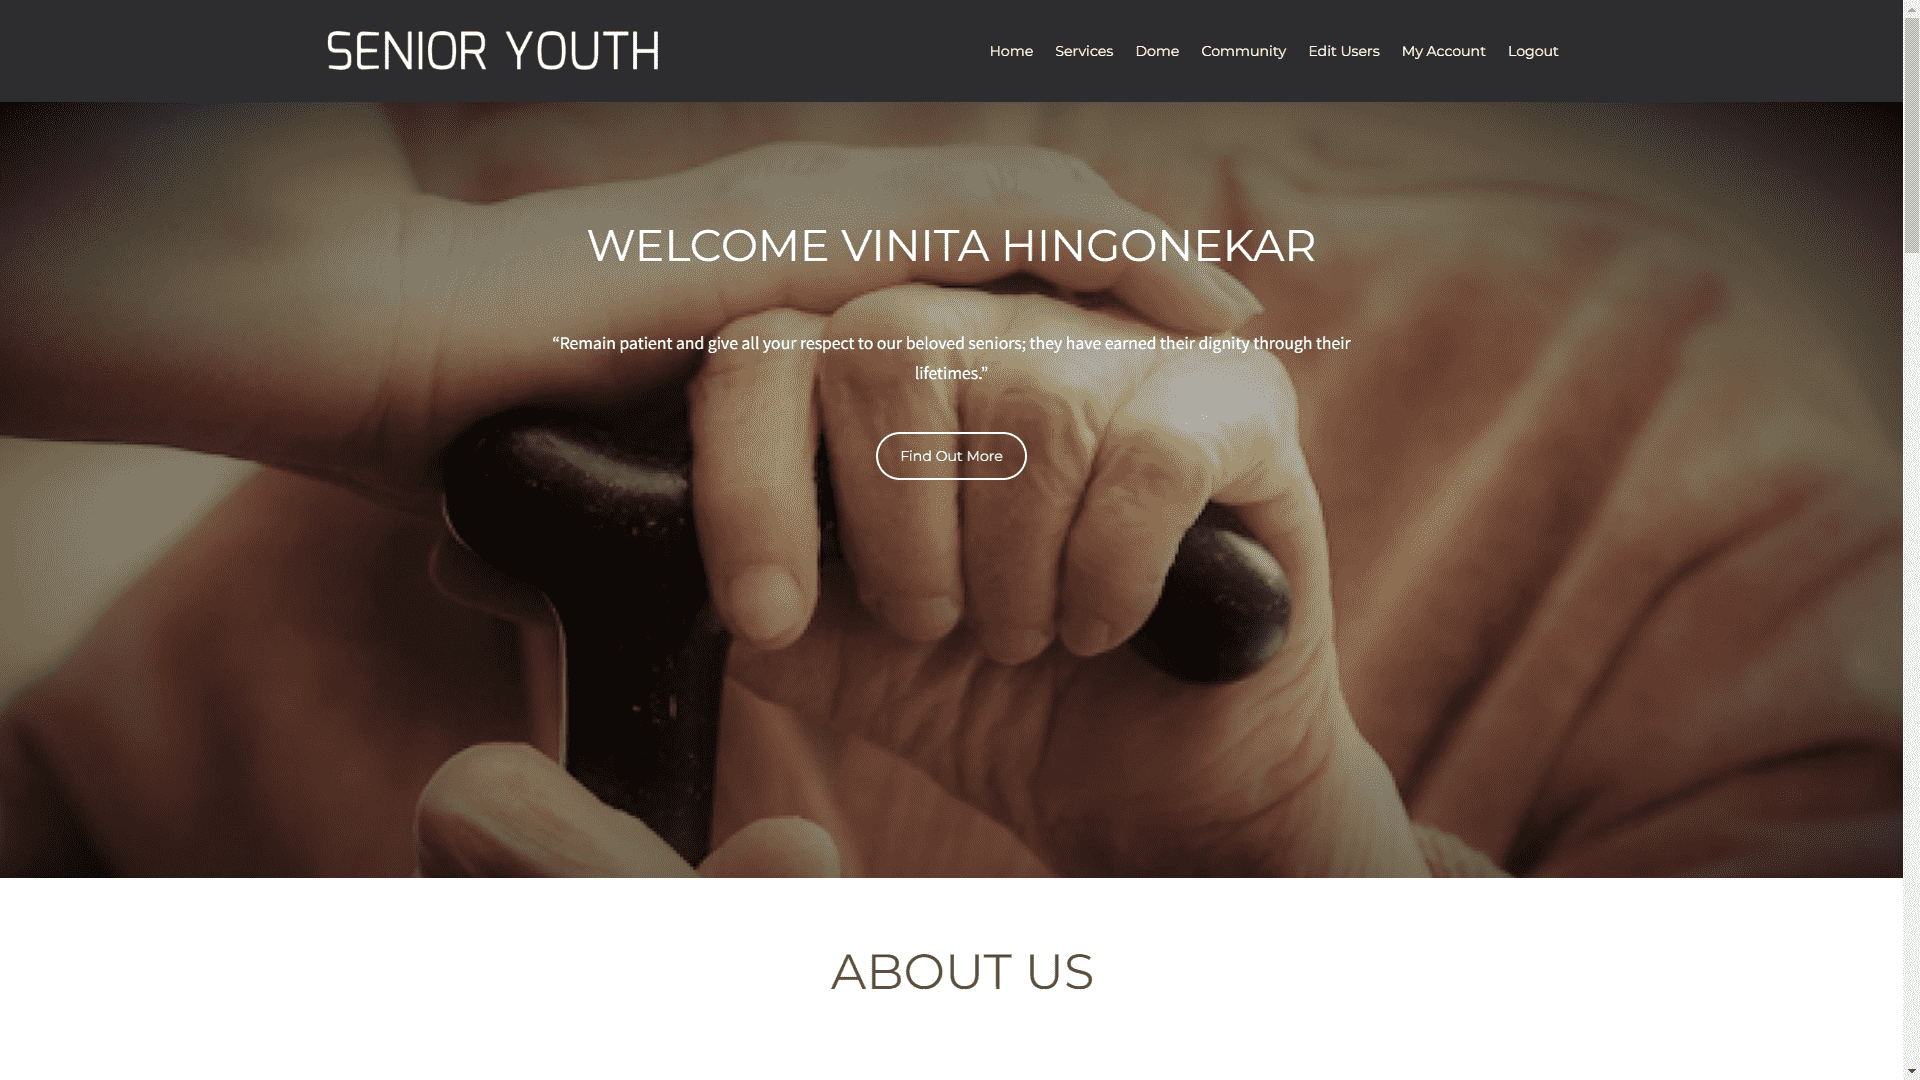 SENIOR YOUTH
Home Services Dome Community Edit Users My Account Logout
WELCOME VINITA HINGONEKAR
“Remain patient and give all your respect to our beloved seniors; they have earned their dignity through their
lifetimes.”
Find Out More
ABOUT US